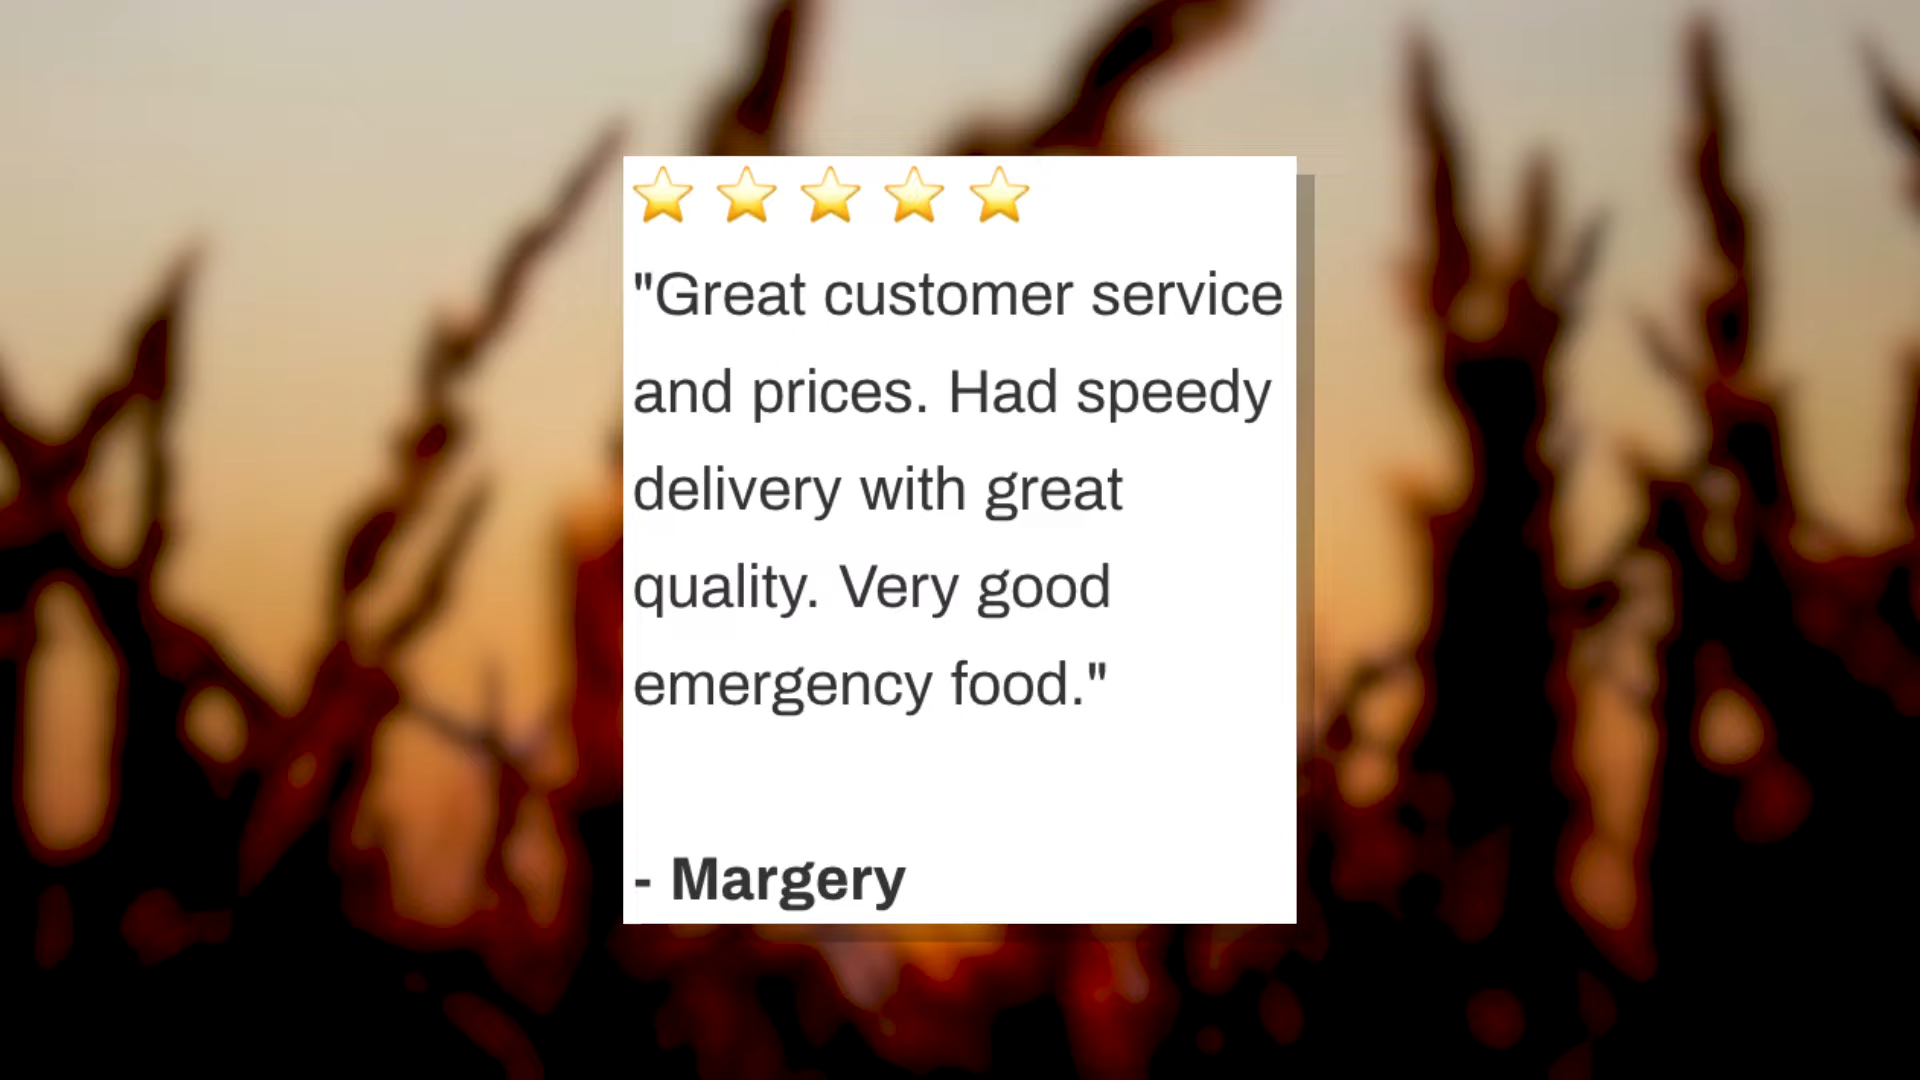 ⭐ ⭐ ⭐ ⭐ ⭐
"Great customer service
and prices. Had speedy
delivery with great
quality. Very good
emergency food."
- Margery